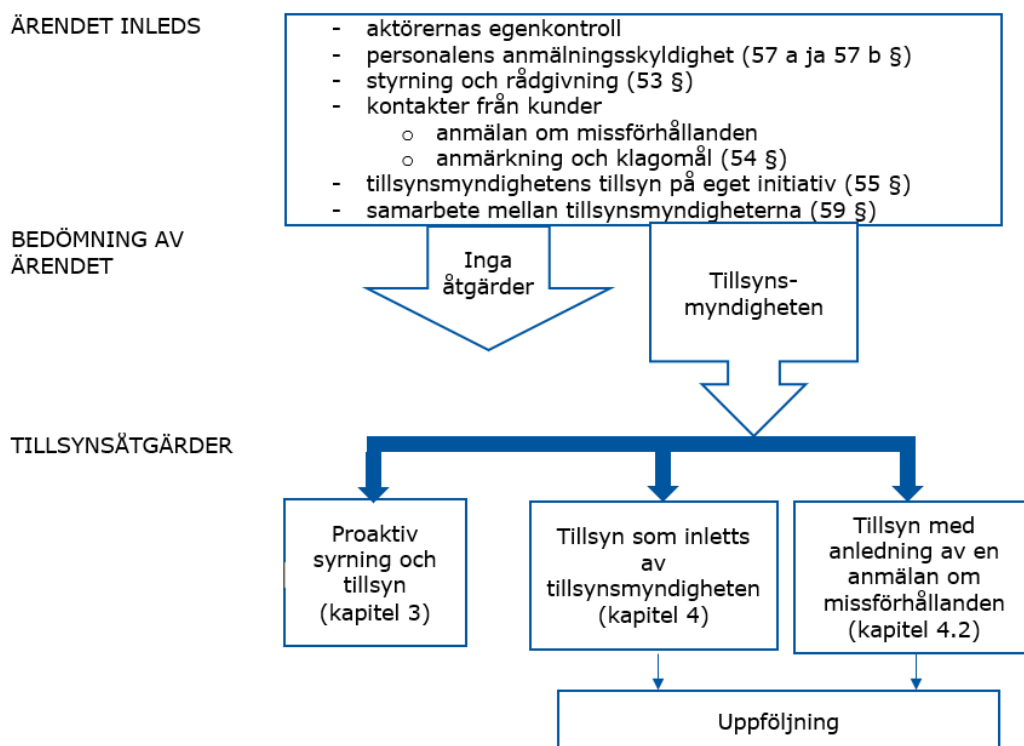 ÄRENDET INLEDS
- aktörernas egenkontroll
- personalens anmälningsskyldighet (57 a ja 57 b §)
- styrning och rådgivning (53 §)
- kontakter från kunder
o anmälan om missförhållanden
o anmärkning och klagomål (54 §)
- tillsynsmyndighetens tillsyn på eget initiativ (55 §)
- samarbete mellan tillsynsmyndigheterna (59 §)
BEDÖMNING AV
ÄRENDET
Inga
åtgärder
Tillsyns-
myndigheten
TILLSYNSÅTGÄRDER
Proaktiv
syrning och
tillsyn
(kapitel 3)
Tillsyn som inletts
av
tillsynsmyndigheten
(kapitel 4)
Tillsyn med
anledning av en
anmälan om
missförhållanden
(kapitel 4.2)
Uppföljning